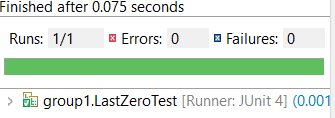 Finished after 0.075 seconds
Runs: 1/1 Errors: 0 Failures: 0
group1.LastZeroTest [Runner: JUnit 4] (0.001